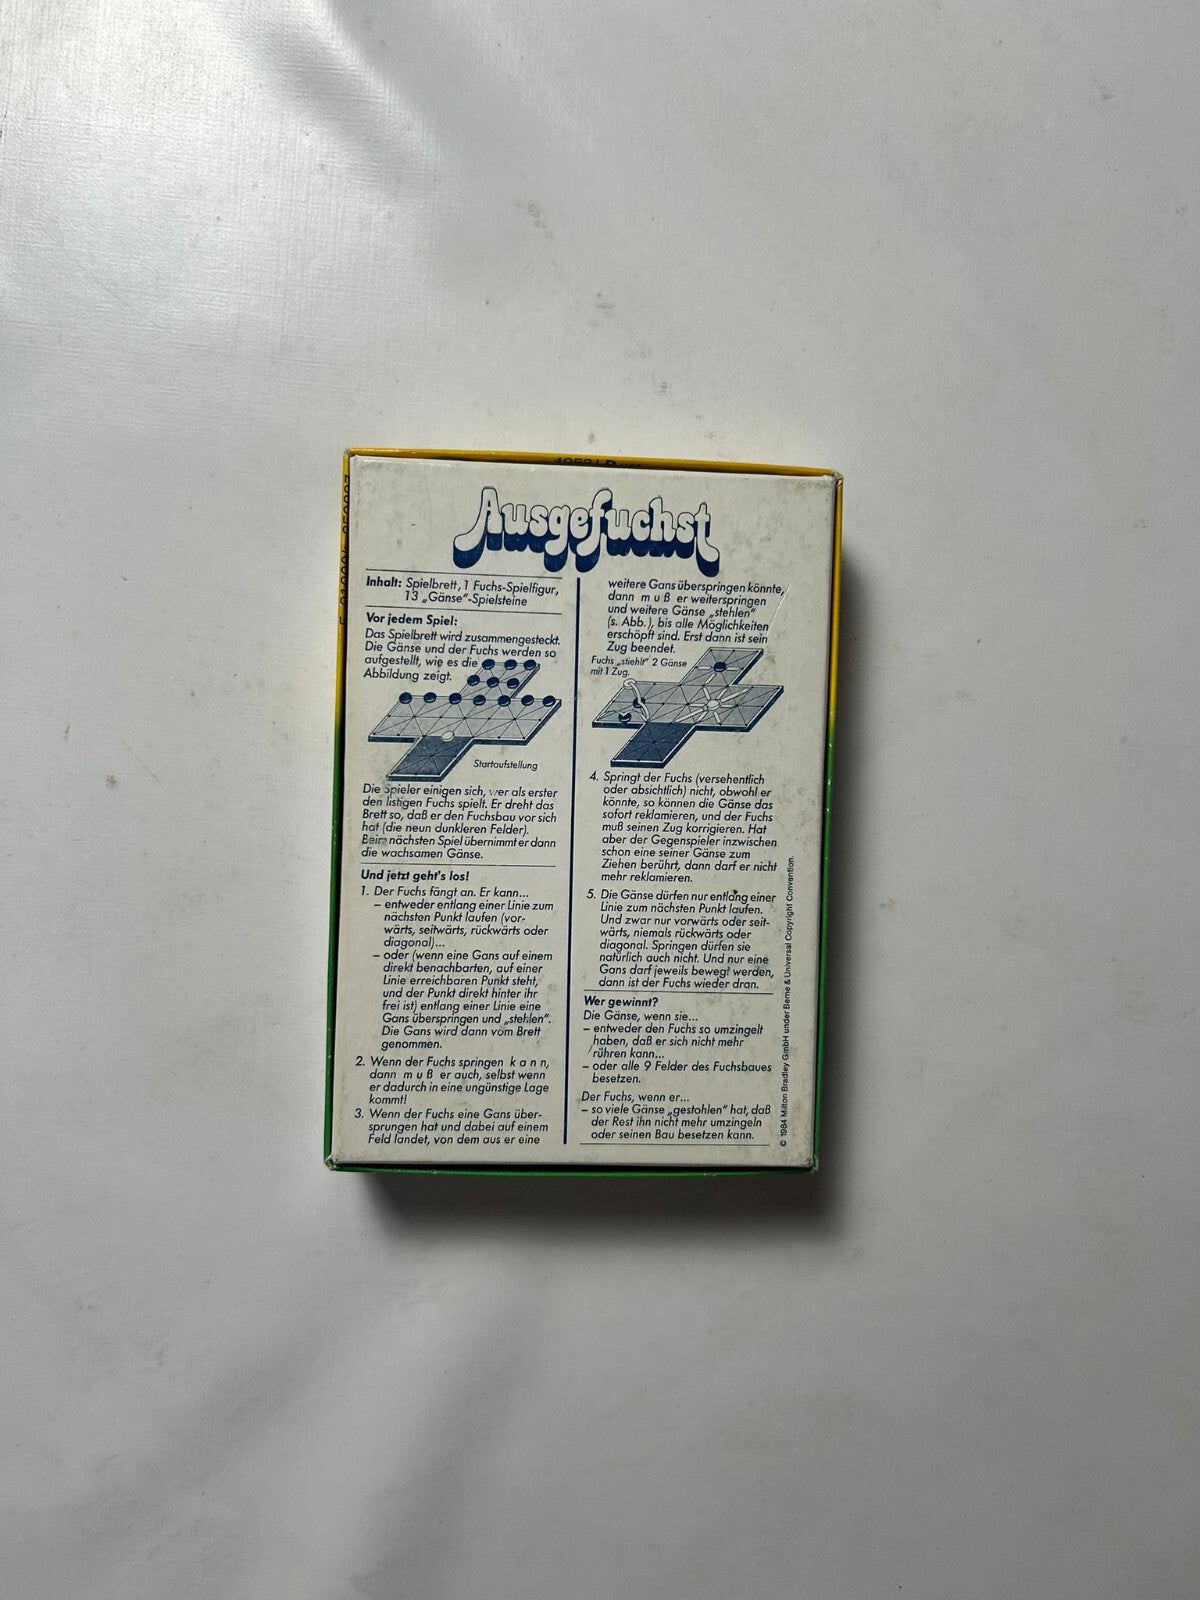 Ausgefuchst
Inhalt: Spielbrett, 1 Fuchs-Spielfigur,
13 „Gänse“-Spielsteine
Vor jedem Spiel:
Das Spielbrett wird zusammengesteckt.
Die Gänse und der Fuchs werden so
aufgestellt, wie es die
Abbildung zeigt.
Startaufstellung
Die Spieler einigen sich, wer als erster
den listigen Fuchs spielt. Er dreht das
Brett so, daß er den Fuchsbau vor sich
hat (die neun dunkleren Felder).
Beim nächsten Spiel übernimmt er dann
die wachsamen Gänse.
Und jetzt geht's los!
1. Der Fuchs fängt an. Er kann...
– entweder entlang einer Linie zum
nächsten Punkt laufen (vor-
wärts, seitwärts, rückwärts oder
diagonal)...
– oder (wenn eine Gans auf einem
direkt benachbarten, auf einer
Linie erreichbaren Punkt steht,
und der Punkt direkt hinter ihr
frei ist) entlang einer Linie eine
Gans überspringen und „stehlen“.
Die Gans wird dann vom Brett
genommen.
2. Wenn der Fuchs springen k a n n,
dann m u ß er auch, selbst wenn
er dadurch in eine ungünstige Lage
kommt!
3. Wenn der Fuchs eine Gans über-
sprungen hat und dabei auf einem
Feld landet, von dem aus er eine
weitere Gans überspringen könnte,
dann m u ß er weiterspringen
und weitere Gänse „stehlen“
(s. Abb.), bis alle Möglichkeiten
erschöpft sind. Erst dann ist sein
Zug beendet.
Fuchs „stiehlt“ 2 Gänse
mit 1 Zug.
4. Springt der Fuchs (versehentlich
oder absichtlich) nicht, obwohl er
könnte, so können die Gänse das
sofort reklamieren, und der Fuchs
muß seinen Zug korrigieren. Hat
aber der Gegenspieler inzwischen
schon eine seiner Gänse zum
Ziehen berührt, dann darf er nicht
mehr reklamieren.
5. Die Gänse dürfen nur entlang einer
Linie zum nächsten Punkt laufen.
Und zwar nur vorwärts oder seit-
wärts, niemals rückwärts oder
diagonal. Springen dürfen sie
natürlich auch nicht. Und nur eine
Gans darf jeweils bewegt werden,
dann ist der Fuchs wieder dran.
Wer gewinnt?
Die Gänse, wenn sie...
– entweder den Fuchs so umzingelt
haben, daß er sich nicht mehr
rühren kann...
– oder alle 9 Felder des Fuchsbaues
besetzen.
Der Fuchs, wenn er...
– so viele Gänse „gestohlen“ hat, daß
der Rest ihn nicht mehr umzingeln
oder seinen Bau besetzen kann.
© 1984 Milton Bradley GmbH under Berne & Universal Copyright Convention.